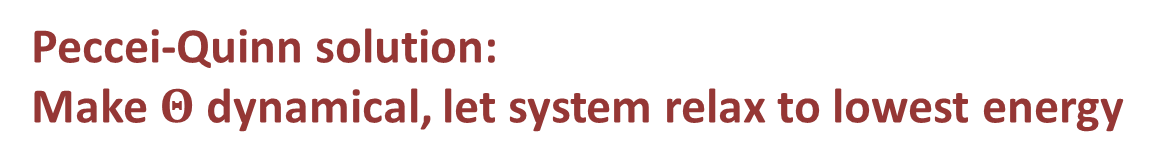 Peccei-Quinn solution:
Make Θ dynamical, let system relax to lowest energy